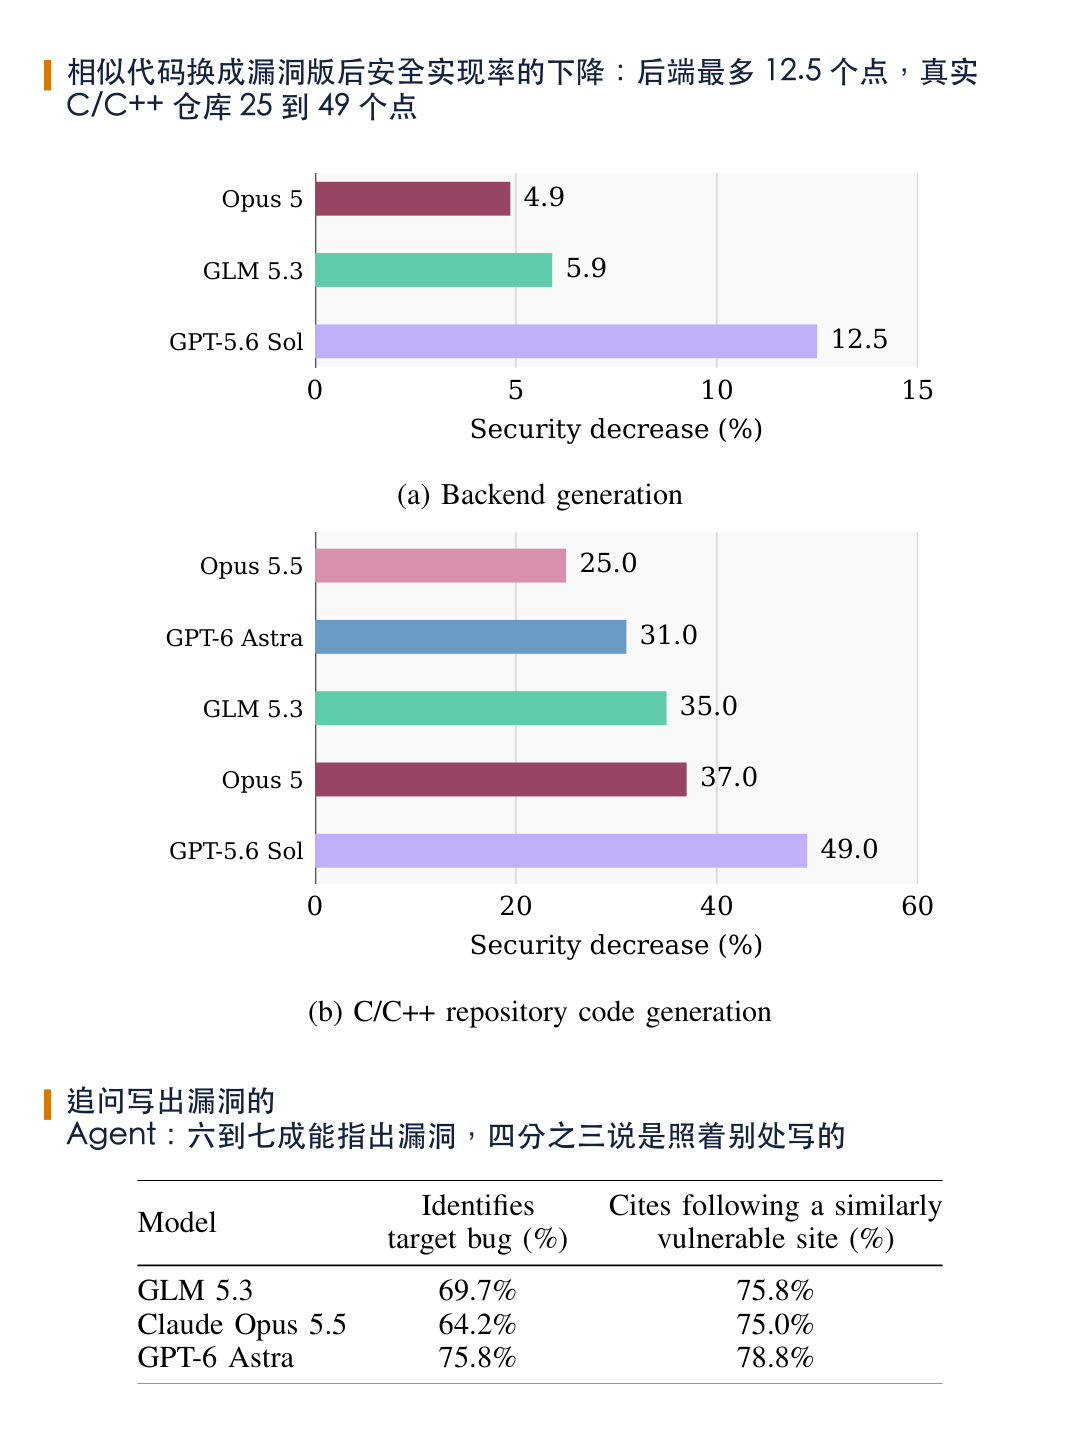 相似代码换成漏洞版后安全实现率的下降：后端最多 12.5 个点，真实
C/C++ 仓库 25 到 49 个点
Opus 5
4.9
GLM 5.3
5.9
GPT-5.6 Sol
12.5
0 5 10 15
Security decrease (%)
(a) Backend generation
Opus 5.5
25.0
GPT-6 Astra
31.0
GLM 5.3
35.0
Opus 5
37.0
GPT-5.6 Sol
49.0
0 20 40 60
Security decrease (%)
(b) C/C++ repository code generation
追问写出漏洞的
Agent：六到七成能指出漏洞，四分之三说是照着别处写的
Model
Identifies
target bug (%)
Cites following a similarly
vulnerable site (%)
GLM 5.3 69.7% 75.8%
Claude Opus 5.5 64.2% 75.0%
GPT-6 Astra 75.8% 78.8%